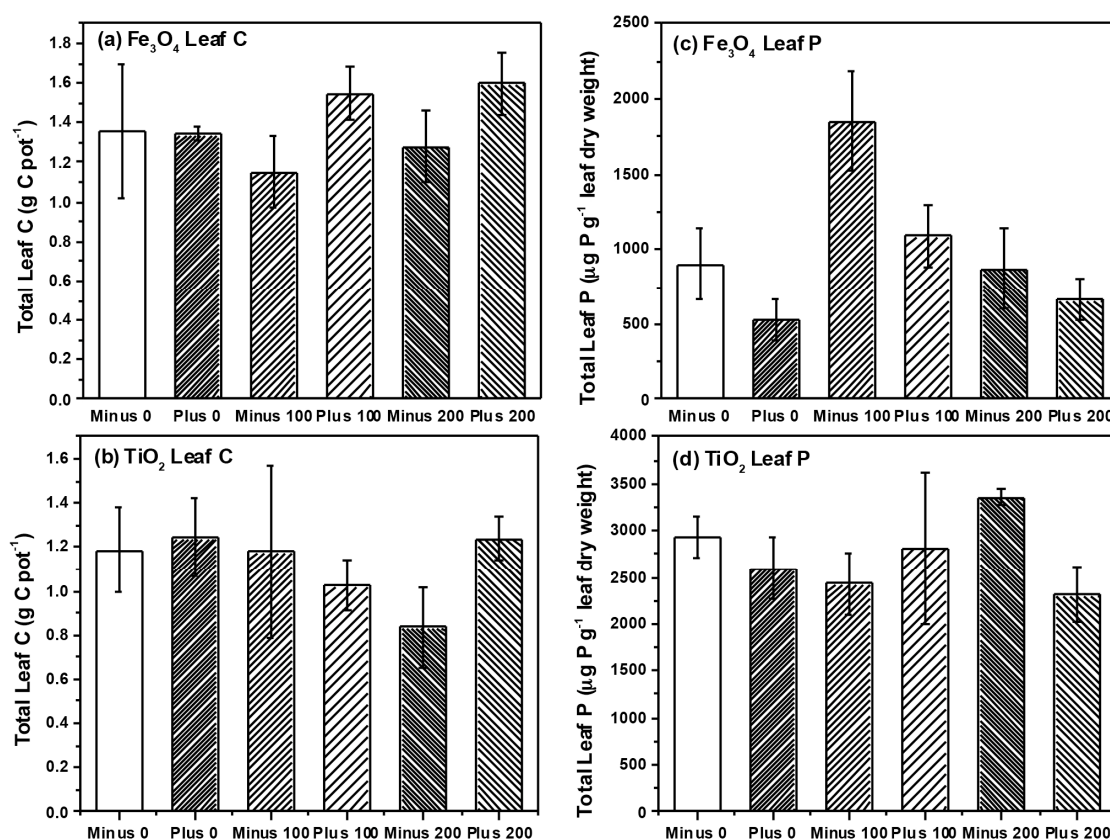 (a) Fe₃O₄ Leaf C
Total Leaf C (g C pot⁻¹)
1.8
1.6
1.4
1.2
1.0
0.8
0.6
0.4
0.2
0.0
Minus 0 Plus 0 Minus 100 Plus 100 Minus 200 Plus 200
(c) Fe₃O₄ Leaf P
Total Leaf P (µg P g⁻¹ leaf dry weight)
2500
2000
1500
1000
500
0
Minus 0 Plus 0 Minus 100 Plus 100 Minus 200 Plus 200
(b) TiO₂ Leaf C
Total Leaf C (g C pot⁻¹)
1.6
1.4
1.2
1.0
0.8
0.6
0.4
0.2
0.0
Minus 0 Plus 0 Minus 100 Plus 100 Minus 200 Plus 200
(d) TiO₂ Leaf P
Total Leaf P (µg P g⁻¹ leaf dry weight)
4000
3500
3000
2500
2000
1500
1000
500
0
Minus 0 Plus 0 Minus 100 Plus 100 Minus 200 Plus 200